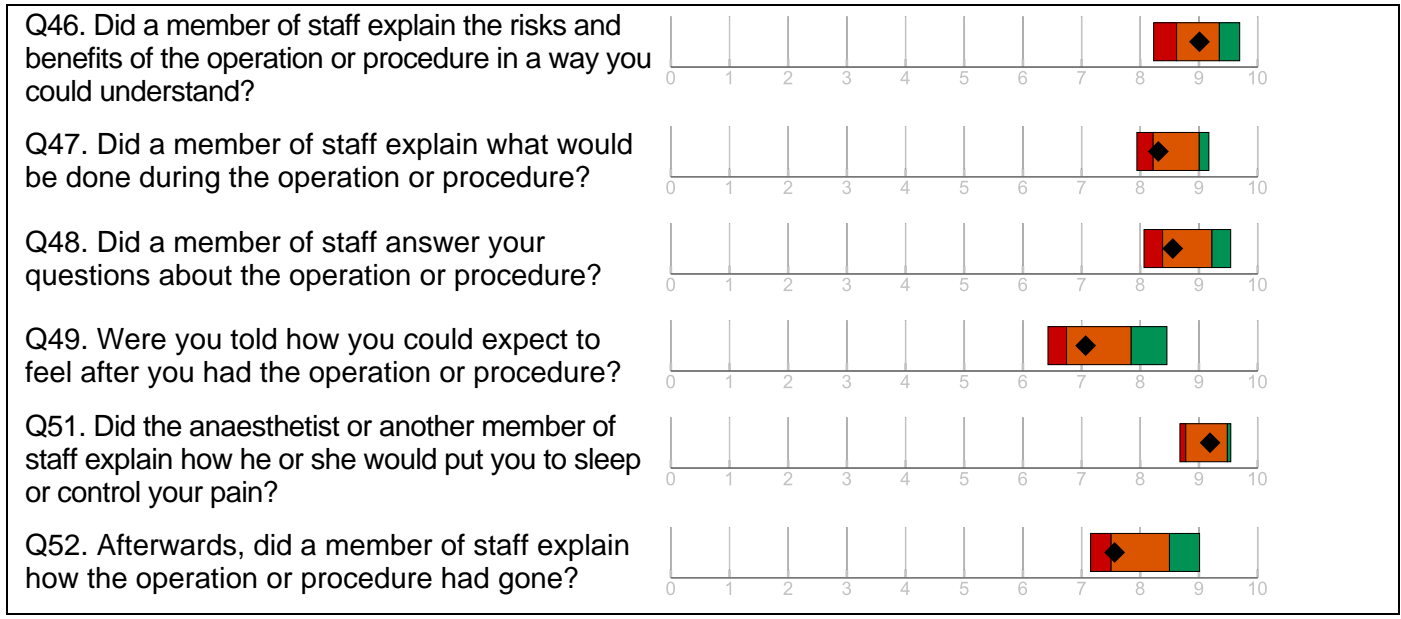 Q46. Did a member of staff explain the risks and
benefits of the operation or procedure in a way you
could understand?
0 1 2 3 4 5 6 7 8 9 10
Q47. Did a member of staff explain what would
be done during the operation or procedure?
0 1 2 3 4 5 6 7 8 9 10
Q48. Did a member of staff answer your
questions about the operation or procedure?
0 1 2 3 4 5 6 7 8 9 10
Q49. Were you told how you could expect to
feel after you had the operation or procedure?
0 1 2 3 4 5 6 7 8 9 10
Q51. Did the anaesthetist or another member of
staff explain how he or she would put you to sleep
or control your pain?
0 1 2 3 4 5 6 7 8 9 10
Q52. Afterwards, did a member of staff explain
how the operation or procedure had gone?
0 1 2 3 4 5 6 7 8 9 10